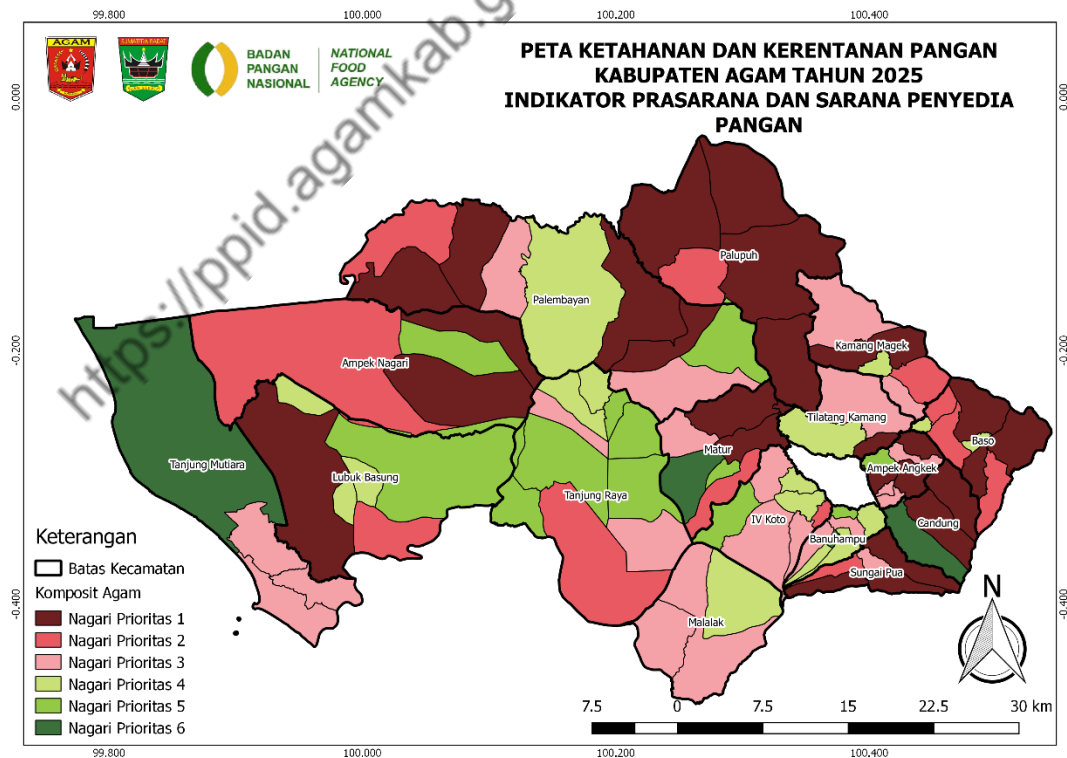 99.800 100.000 100.200 100.400
AGAM
SUMATERA BARAT
BADAN PANGAN NASIONAL
NATIONAL FOOD AGENCY
PETA KETAHANAN DAN KERENTANAN PANGAN
KABUPATEN AGAM TAHUN 2025
INDIKATOR PRASARANA DAN SARANA PENYEDIA
PANGAN
https://ppid.agamkab.g
0.000 0.000
-0.200 -0.200
-0.400 -0.400
Palupuh
Palembayan
Kamang Magek
Ampek Nagari
Tilatang Kamang
Baso
Matur
Tanjung Mutiara
Ampek Angkek
Lubuk Basung
Tanjung Raya
IV Koto
Candung
Banuhampu
Sungai Pua
Malalak
Keterangan
Batas Kecamatan
Komposit Agam
Nagari Prioritas 1
Nagari Prioritas 2
Nagari Prioritas 3
Nagari Prioritas 4
Nagari Prioritas 5
Nagari Prioritas 6
N
7.5 0 7.5 15 22.5 30 km
99.800 100.000 100.200 100.400